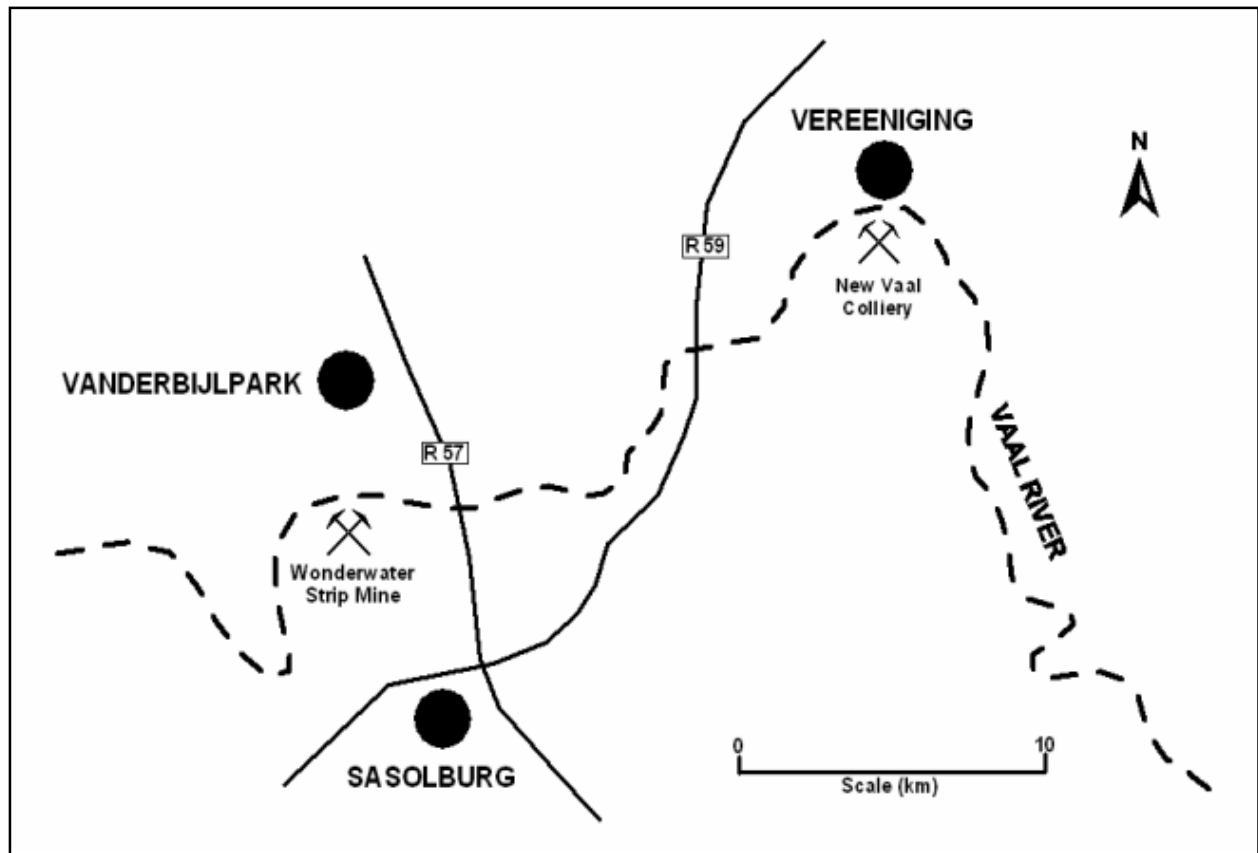 VEREENIGING
N
R 59
New Vaal
Colliery
VANDERBIJLPARK
R 57
VAAL RIVER
Wonderwater
Strip Mine
SASOLBURG
0 10
Scale (km)